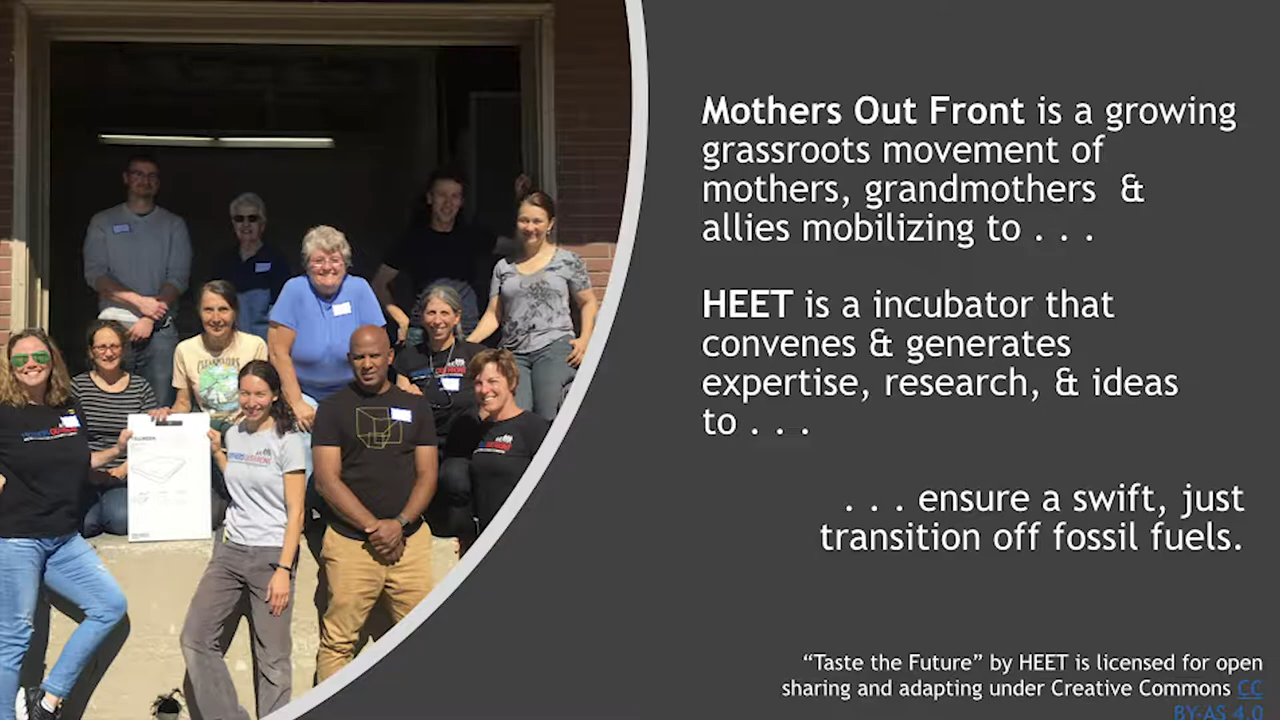 Mothers Out Front is a growing
grassroots movement of
mothers, grandmothers &
allies mobilizing to . . .
HEET is a incubator that
convenes & generates
expertise, research, & ideas
to . . .
. . . ensure a swift, just
transition off fossil fuels.
“Taste the Future” by HEET is licensed for open
sharing and adapting under Creative Commons CC
BY-AS 4.0